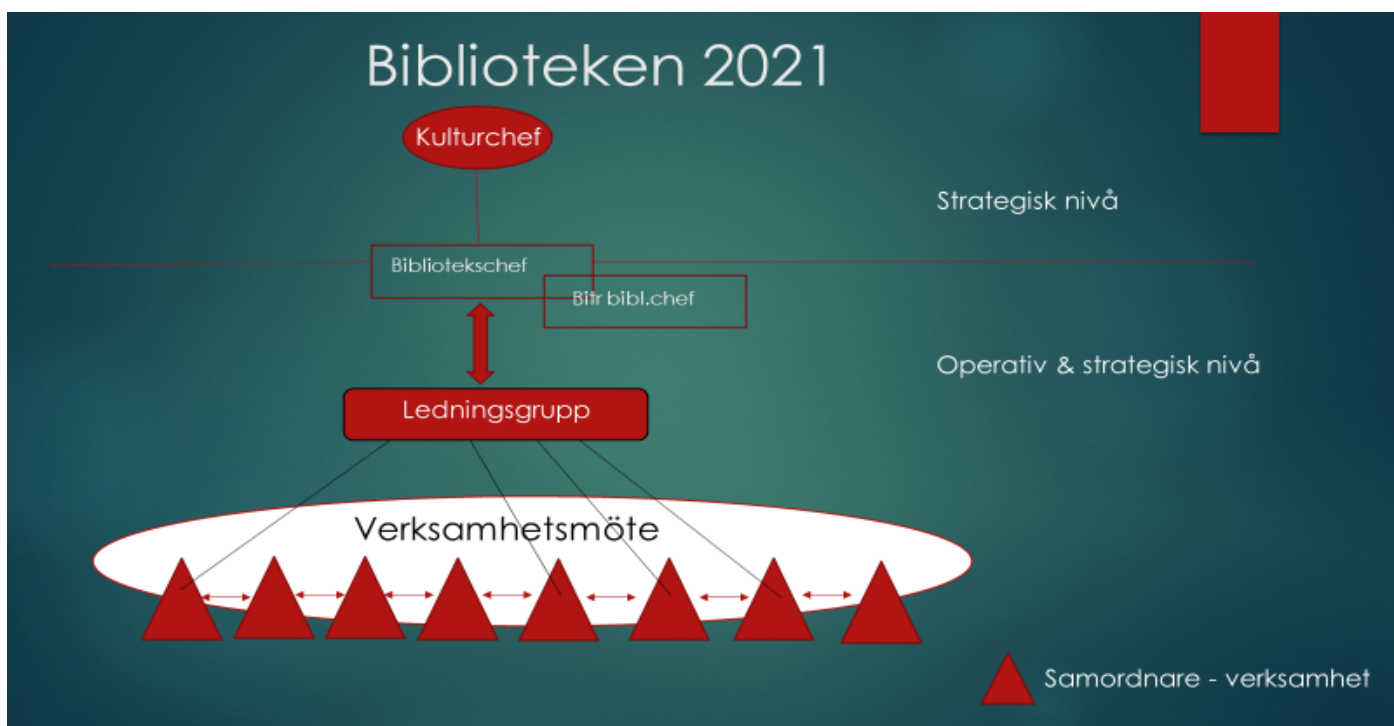 Biblioteken 2021
Kulturchef
Strategisk nivå
Bibliotekschef
Bitr bibl.chef
Operativ & strategisk nivå
Ledningsgrupp
Verksamhetsmöte
Samordnare - verksamhet